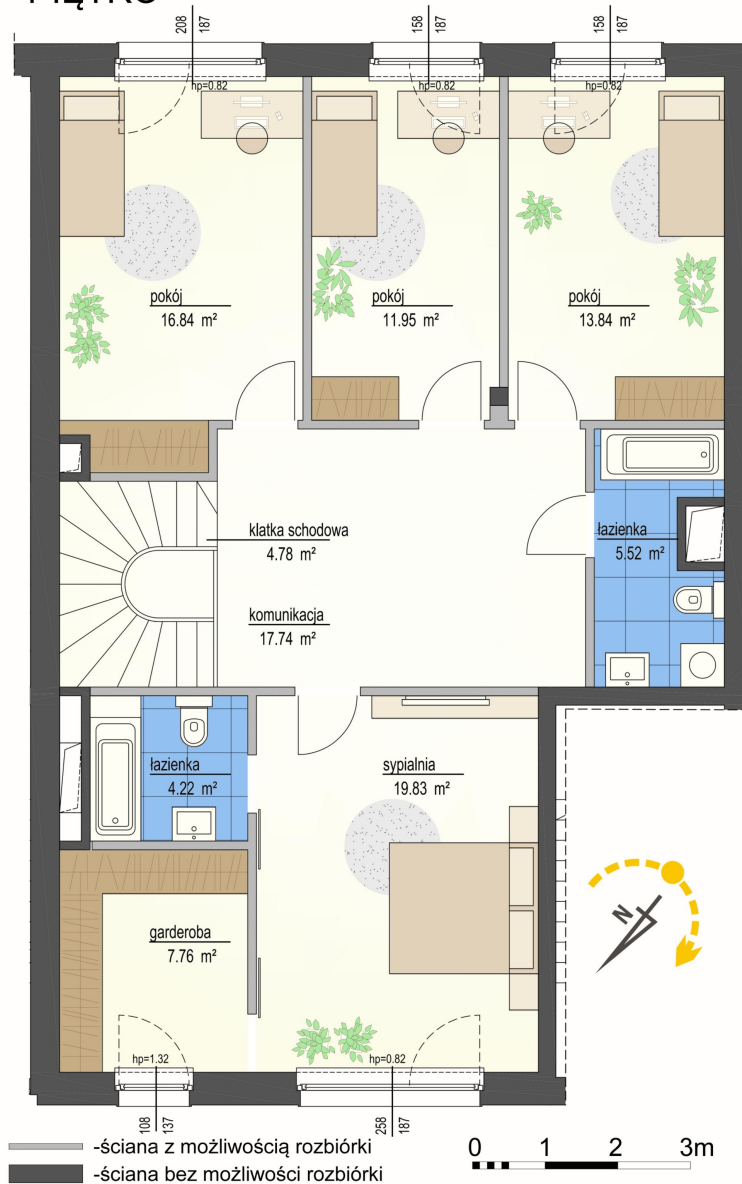 PIĘTRO
208
187
158
187
158
187
hp=0.82
hp=0.82
hp=0.82
pokój
16.84 m²
pokój
11.95 m²
pokój
13.84 m²
klatka schodowa
4.78 m²
łazienka
5.52 m²
komunikacja
17.74 m²
łazienka
4.22 m²
sypialnia
19.83 m²
garderoba
7.76 m²
N
hp=1.32
hp=0.82
108
137
258
187
-ściana z możliwością rozbiórki
-ściana bez możliwości rozbiórki
0 1 2 3m